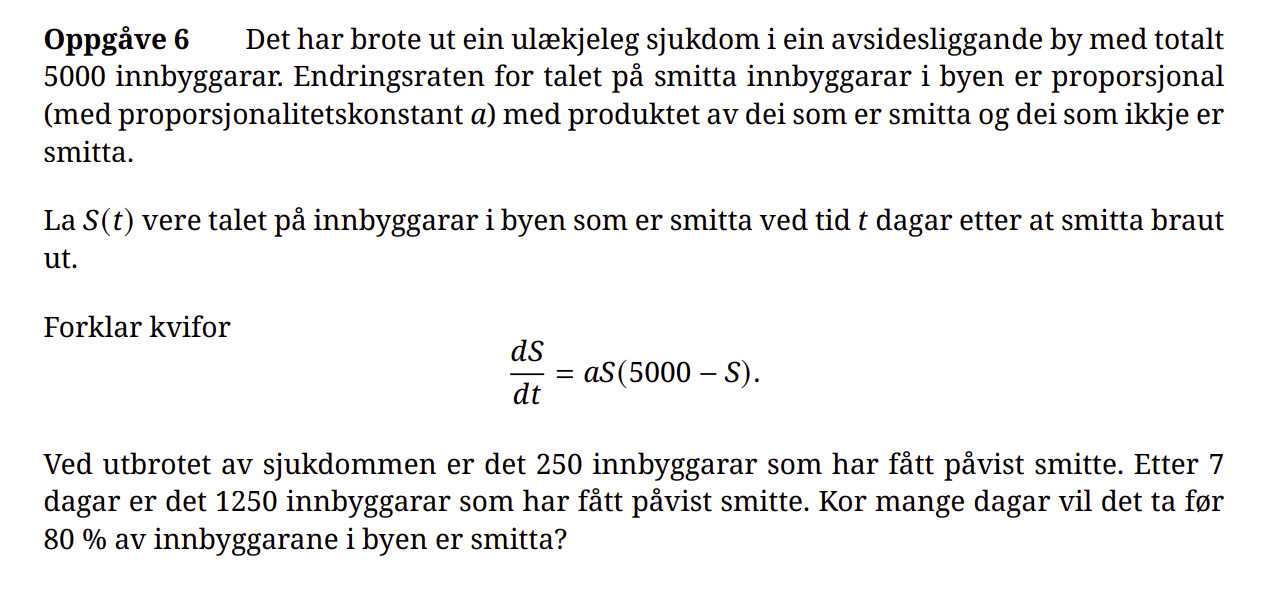 Oppgåve 6 Det har brote ut ein ulækjeleg sjukdom i ein avsidesliggande by med totalt
5000 innbyggarar. Endringsraten for talet på smitta innbyggarar i byen er proporsjonal
(med proporsjonalitetskonstant a) med produktet av dei som er smitta og dei som ikkje er
smitta.
La S(t) vere talet på innbyggarar i byen som er smitta ved tid t dagar etter at smitta braut
ut.
Forklar kvifor
dS/dt = aS(5000 – S).
Ved utbrotet av sjukdommen er det 250 innbyggarar som har fått påvist smitte. Etter 7
dagar er det 1250 innbyggarar som har fått påvist smitte. Kor mange dagar vil det ta før
80 % av innbyggarane i byen er smitta?